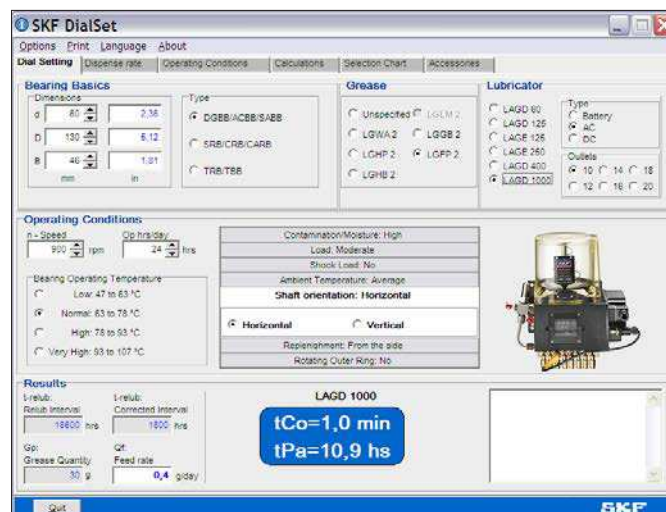 SKF DialSet
Options Print Language About
Dial Setting Dispense rate Operating Conditions Calculations Selection Chart Accessories
Bearing Basics
Dimensions
d 60 2,36
D 130 5,12
B 46 1,81
mm in
Type
DGBB/ACBB/SABB
SRB/CRB/CARB
TRB/TBB
Grease
Unspecified LGLM 2
LGWA 2 LGGB 2
LGHP 2 LGFP 2
LGHB 2
Lubricator
LAGD 60
LAGD 125
LAGE 125
LAGE 250
LAGD 400
LAGD 1000
Type
Battery
AC
DC
Outlets
10 14 18
12 16 20
Operating Conditions
n - Speed Op hrs/day
900 rpm 24 hrs
Bearing Operating Temperature
Low: 47 to 63 °C
Normal: 63 to 78 °C
High: 78 to 93 °C
Very High: 93 to 107 °C
Contamination/Moisture: High
Load: Moderate
Shock Load: No
Ambient Temperature: Average
Shaft orientation: Horizontal
Horizontal Vertical
Replenishment: From the side
Rotating Outer Ring: No
Results
t-relub: t-relub:
Relub Interval Corrected Interval
18600 hrs 1800 hrs
Gp: Qf:
Grease Quantity Feed rate
30 g 0,4 g/day
LAGD 1000
tCo=1,0 min
tPa=10,9 hs
Quit
SKF